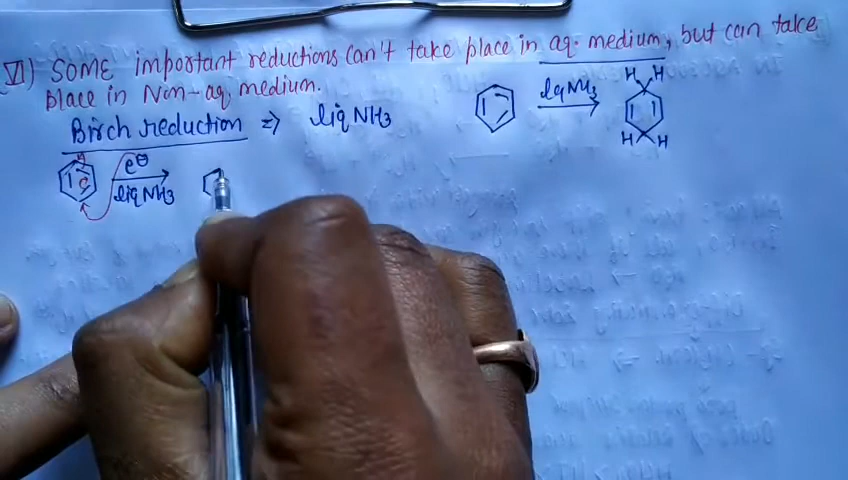 VI) SOME important reductions can't take place in aq. medium, but can take
place in Non-aq. medium.
Birch reduction => liq NH3
liq NH3
H H
H H
e⊖
liq NH3